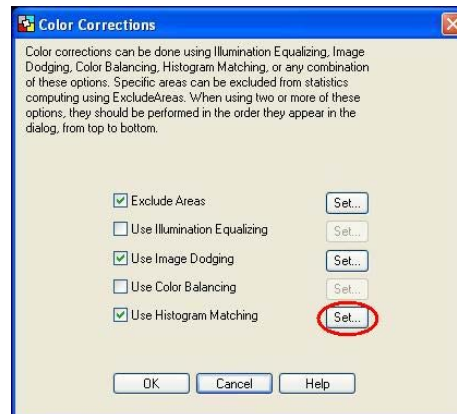 Color Corrections
Color corrections can be done using Illumination Equalizing, Image
Dodging, Color Balancing, Histogram Matching, or any combination
of these options. Specific areas can be excluded from statistics
computing using ExcludeAreas. When using two or more of these
options, they should be performed in the order they appear in the
dialog, from top to bottom.
Exclude Areas Set...
Use Illumination Equalizing Set...
Use Image Dodging Set...
Use Color Balancing Set...
Use Histogram Matching Set...
OK Cancel Help